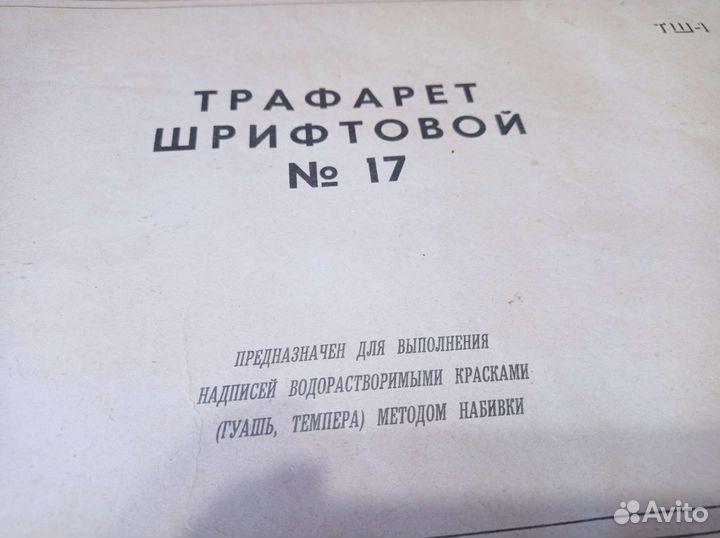 ТШ-1
ТРАФАРЕТ
ШРИФТОВОЙ
№ 17
ПРЕДНАЗНАЧЕН ДЛЯ ВЫПОЛНЕНИЯ
НАДПИСЕЙ ВОДОРАСТВОРИМЫМИ КРАСКАМИ
(ГУАШЬ, ТЕМПЕРА) МЕТОДОМ НАБИВКИ
Avito